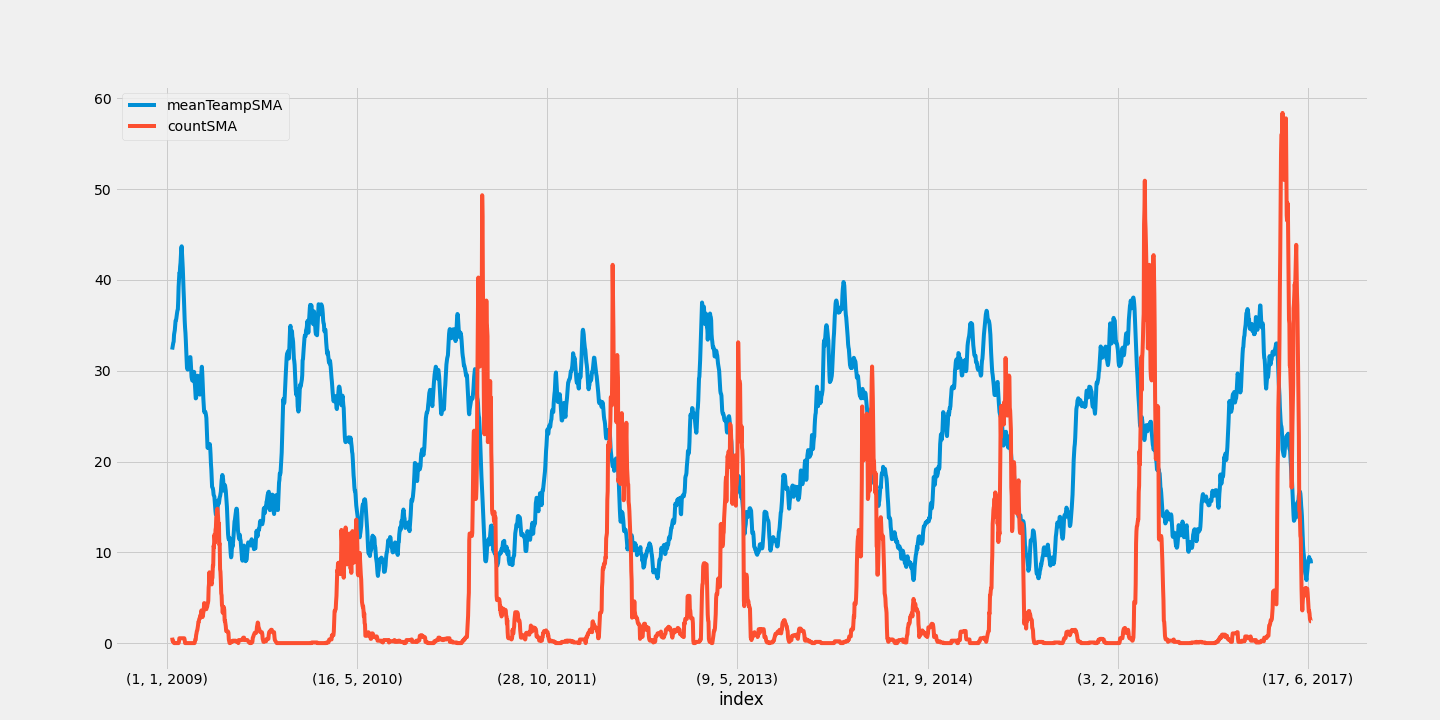 60
50
40
30
20
10
0
meanTeampSMA
countSMA
(1, 1, 2009)
(16, 5, 2010)
(28, 10, 2011)
(9, 5, 2013)
(21, 9, 2014)
(3, 2, 2016)
(17, 6, 2017)
index